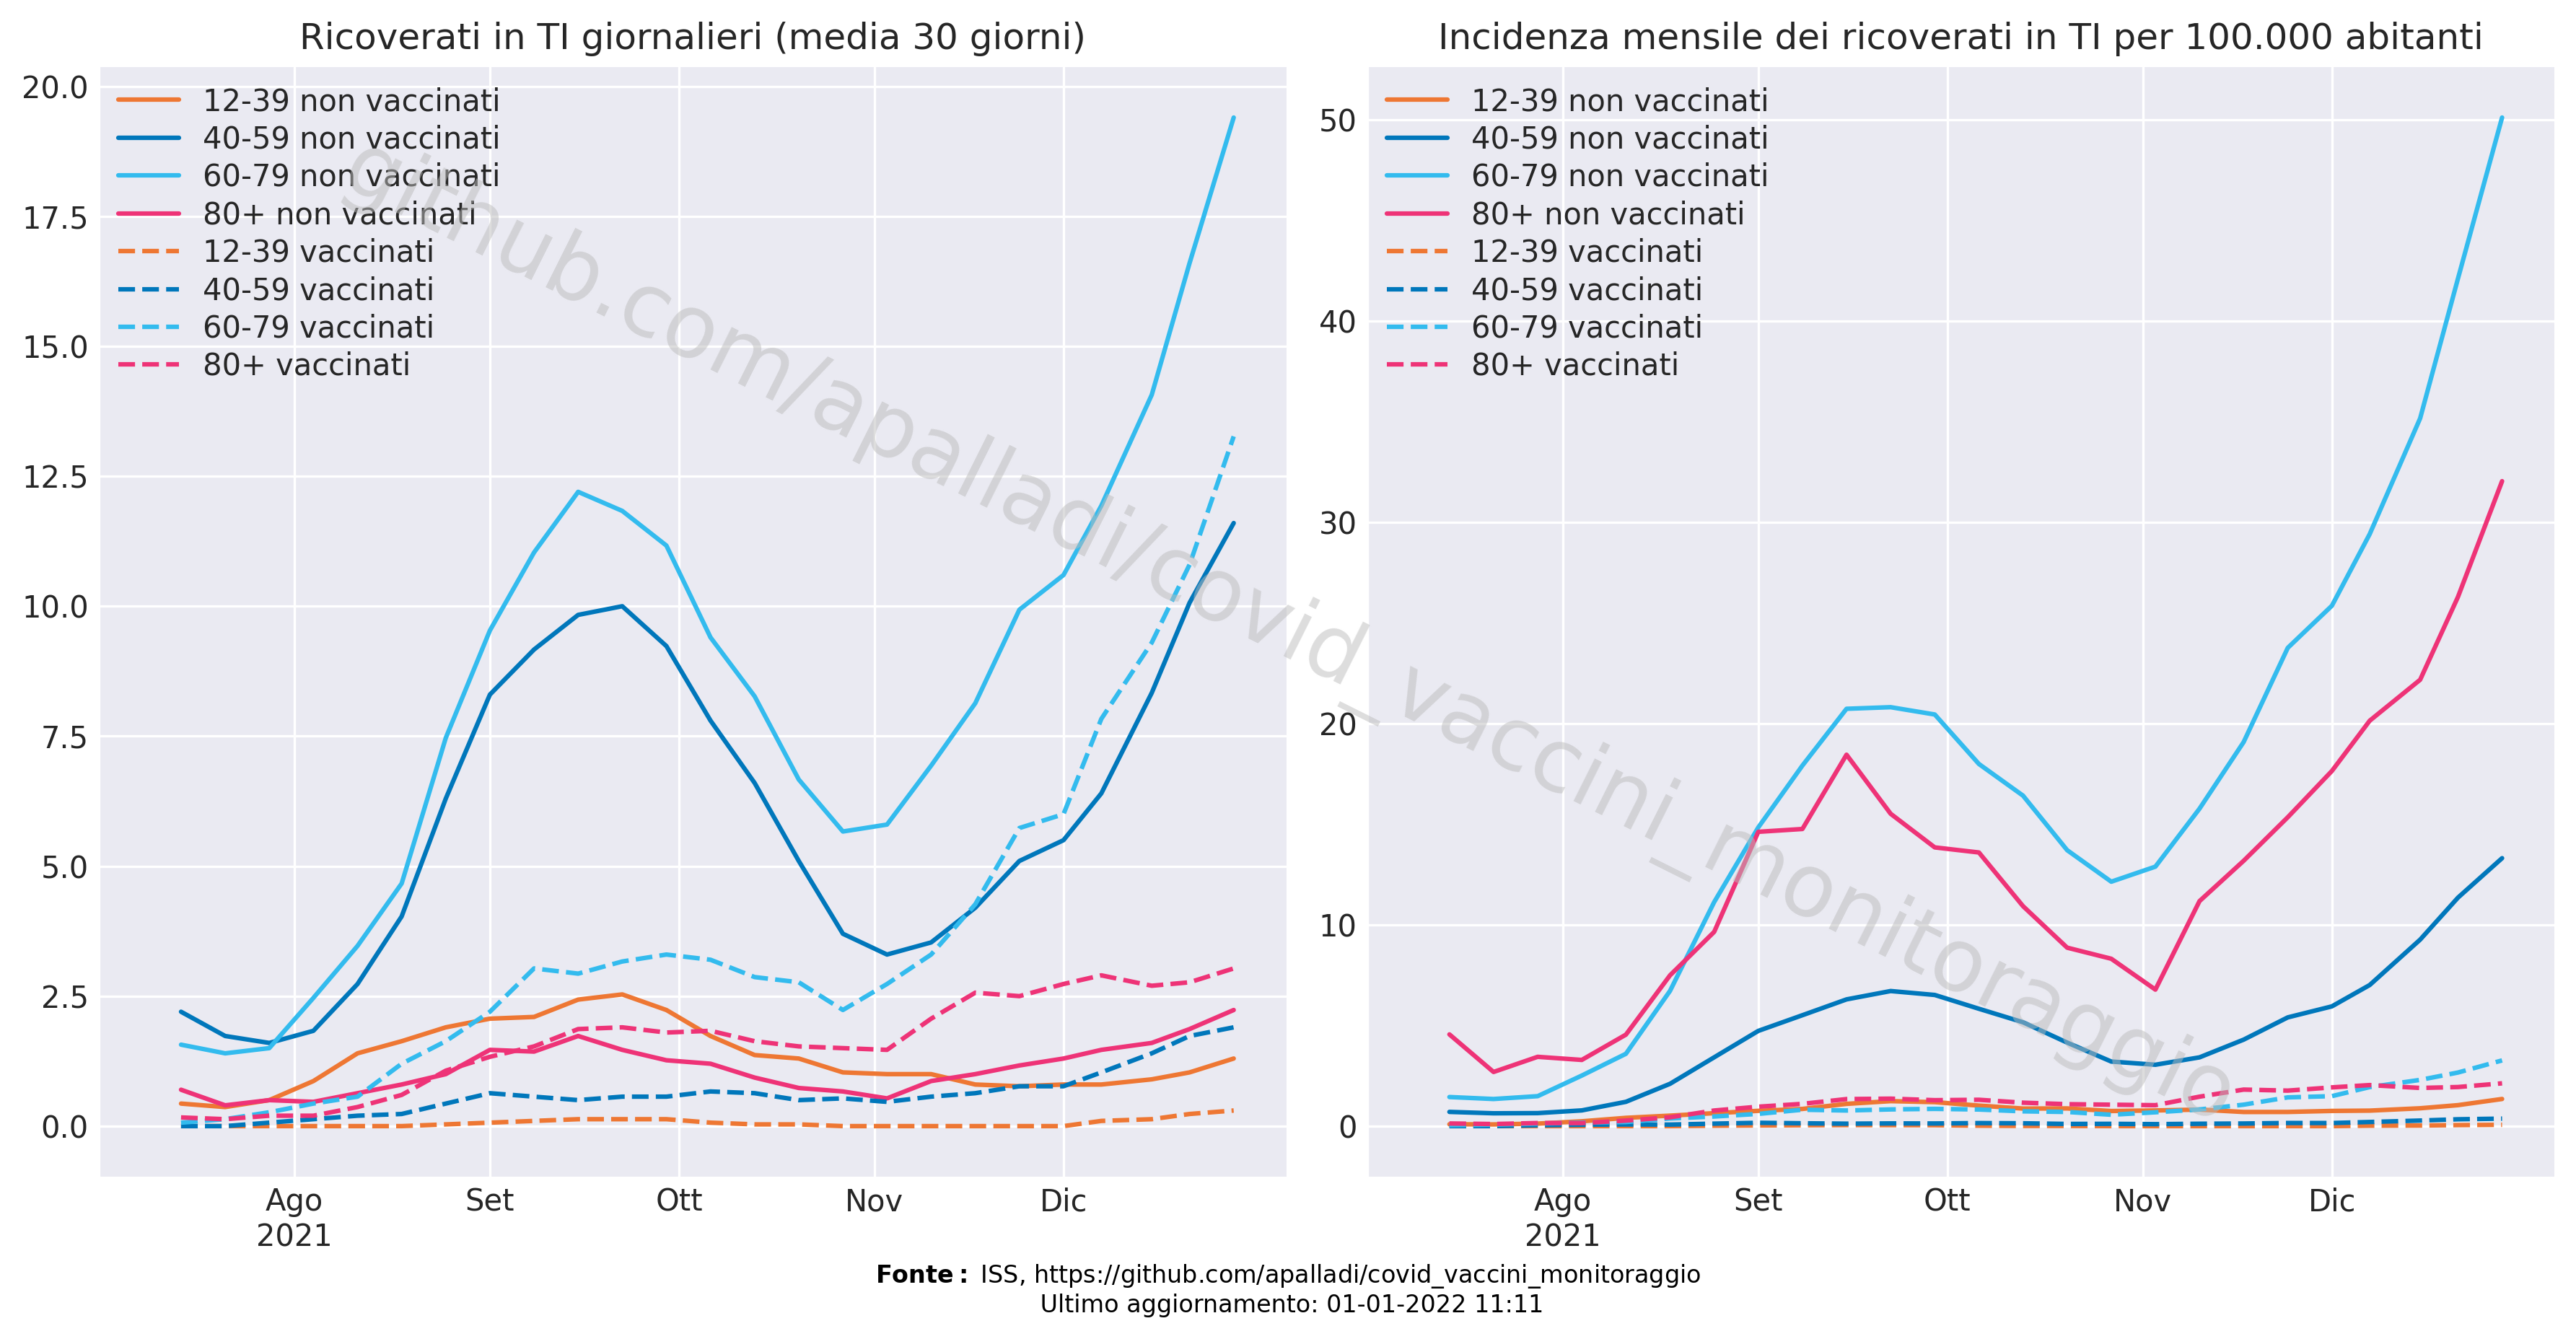 Ricoverati in TI giornalieri (media 30 giorni)
20.0
17.5
15.0
12.5
10.0
7.5
5.0
2.5
0.0
12-39 non vaccinati
40-59 non vaccinati
60-79 non vaccinati
80+ non vaccinati
12-39 vaccinati
40-59 vaccinati
60-79 vaccinati
80+ vaccinati
Ago Set Ott Nov Dic
2021
Incidenza mensile dei ricoverati in TI per 100.000 abitanti
50
40
30
20
10
0
12-39 non vaccinati
40-59 non vaccinati
60-79 non vaccinati
80+ non vaccinati
12-39 vaccinati
40-59 vaccinati
60-79 vaccinati
80+ vaccinati
Ago Set Ott Nov Dic
2021
github.com/apalladi/covid_vaccini_monitoraggio
Fonte: ISS, https://github.com/apalladi/covid_vaccini_monitoraggio
Ultimo aggiornamento: 01-01-2022 11:11